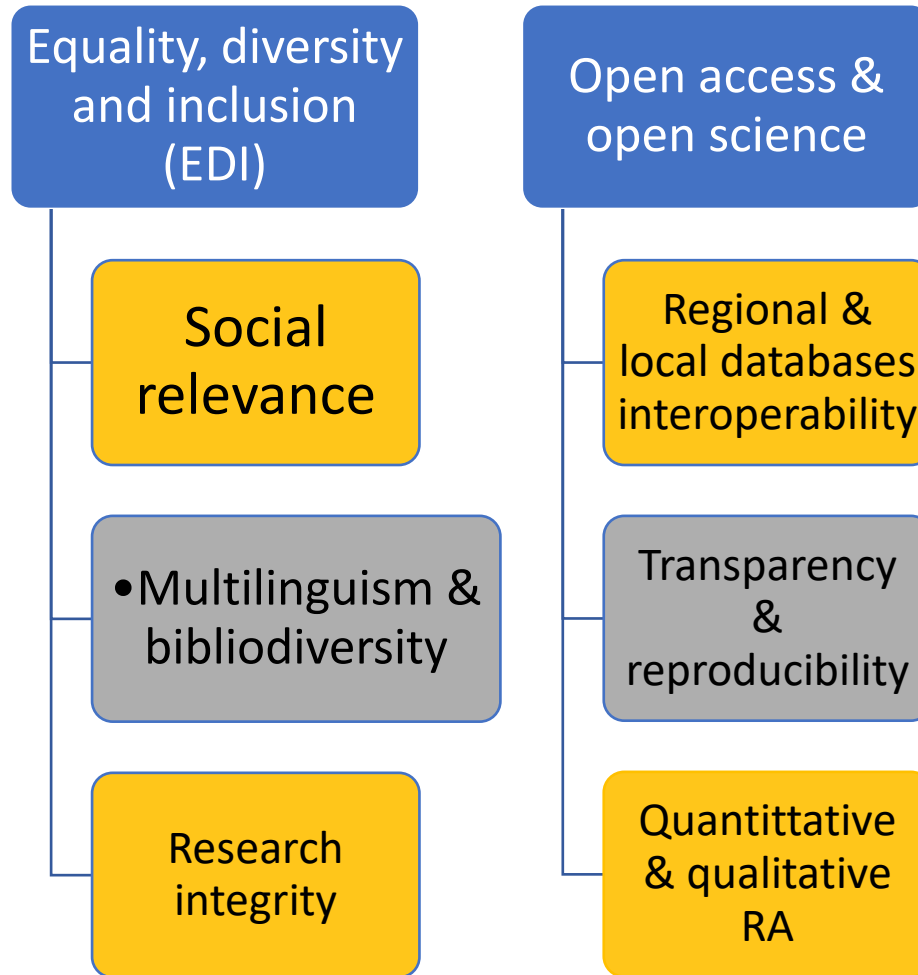 Equality, diversity
and inclusion
(EDI)
Social
relevance
•Multilinguism &
bibliodiversity
Research
integrity
Open access &
open science
Regional &
local databases
interoperability
Transparency
&
reproducibility
Quantittative
& qualitative
RA